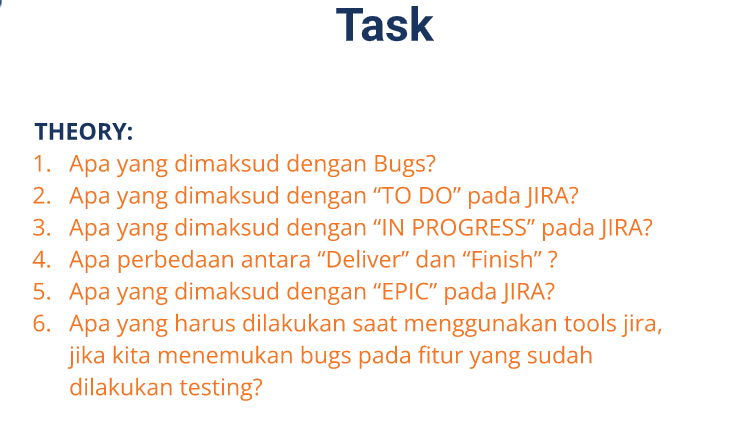 Task
THEORY:
1. Apa yang dimaksud dengan Bugs?
2. Apa yang dimaksud dengan “TO DO” pada JIRA?
3. Apa yang dimaksud dengan “IN PROGRESS” pada JIRA?
4. Apa perbedaan antara “Deliver” dan “Finish” ?
5. Apa yang dimaksud dengan “EPIC” pada JIRA?
6. Apa yang harus dilakukan saat menggunakan tools jira,
jika kita menemukan bugs pada fitur yang sudah
dilakukan testing?